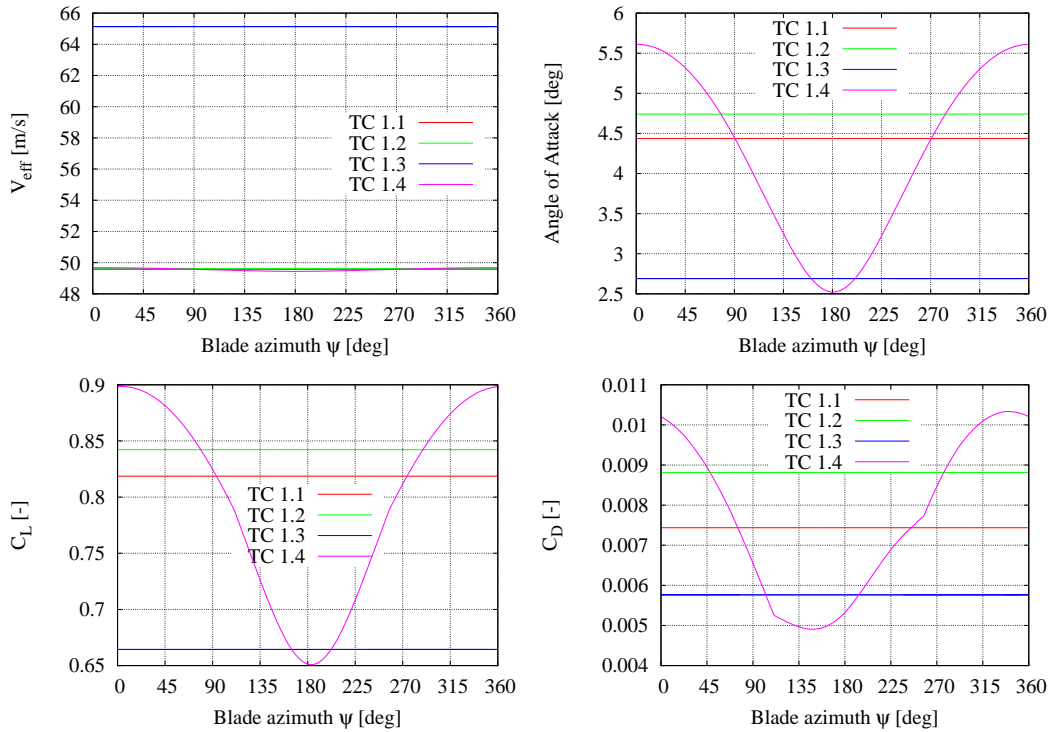 V_eff [m/s]
66
64
62
60
58
56
54
52
50
48
TC 1.1
TC 1.2
TC 1.3
TC 1.4
0 45 90 135 180 225 270 315 360
Blade azimuth ψ [deg]
Angle of Attack [deg]
6
5.5
5
4.5
4
3.5
3
2.5
TC 1.1
TC 1.2
TC 1.3
TC 1.4
0 45 90 135 180 225 270 315 360
Blade azimuth ψ [deg]
C_L [-]
0.9
0.85
0.8
0.75
0.7
0.65
TC 1.1
TC 1.2
TC 1.3
TC 1.4
0 45 90 135 180 225 270 315 360
Blade azimuth ψ [deg]
C_D [-]
0.011
0.01
0.009
0.008
0.007
0.006
0.005
0.004
TC 1.1
TC 1.2
TC 1.3
TC 1.4
0 45 90 135 180 225 270 315 360
Blade azimuth ψ [deg]